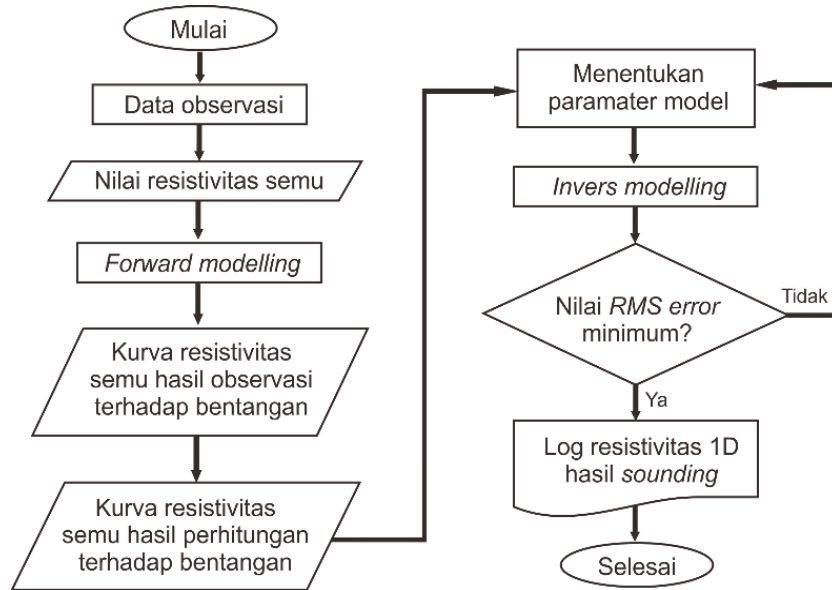 Mulai
Data observasi
Nilai resistivitas semu
Forward modelling
Kurva resistivitas
semu hasil observasi
terhadap bentangan
Kurva resistivitas
semu hasil perhitungan
terhadap bentangan
Menentukan
paramater model
Invers modelling
Nilai RMS error
minimum?
Tidak
Ya
Log resistivitas 1D
hasil sounding
Selesai